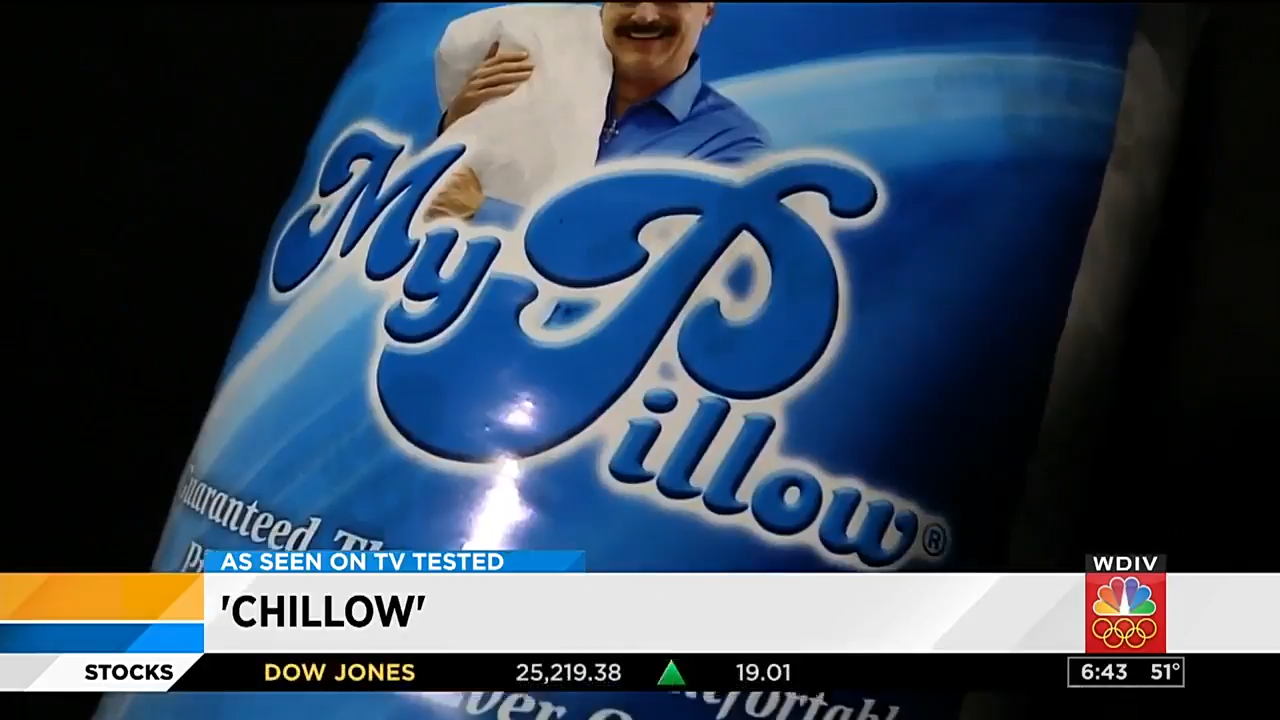 My Pillow®
Guaranteed The
AS SEEN ON TV TESTED
'CHILLOW'
WDIV
STOCKS DOW JONES 25,219.38 19.01 6:43 51°